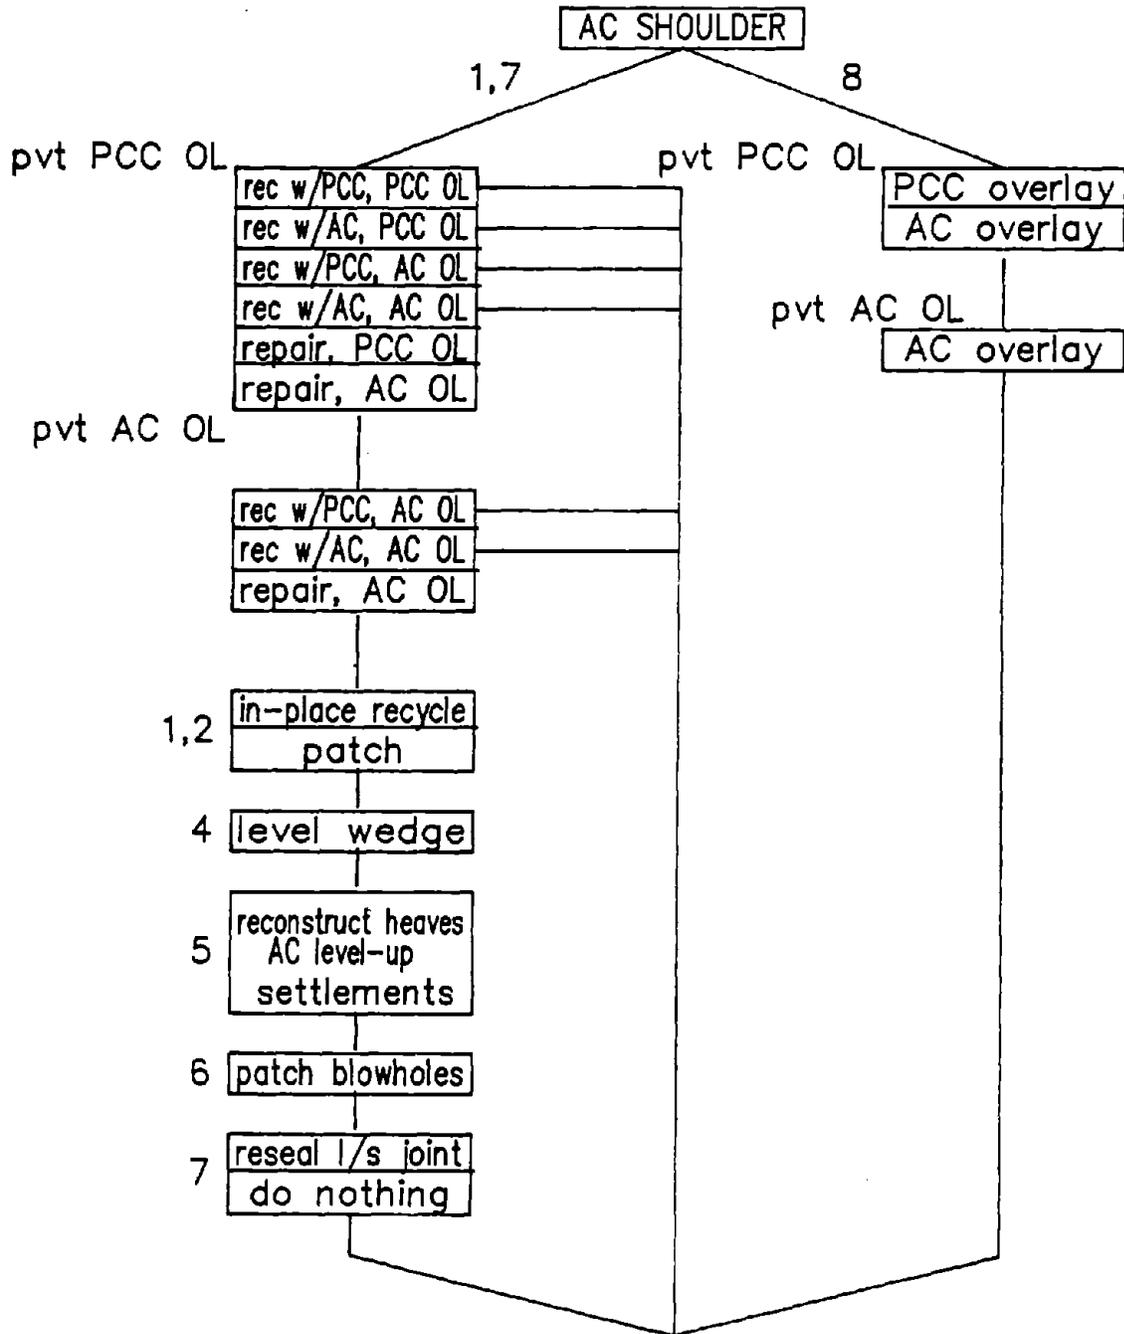 AC SHOULDER
1,7
8
pvt PCC OL
rec w/PCC, PCC OL
rec w/AC, PCC OL
rec w/PCC, AC OL
rec w/AC, AC OL
repair, PCC OL
repair, AC OL
pvt PCC OL
PCC overlay
AC overlay
pvt AC OL
AC overlay
pvt AC OL
rec w/PCC, AC OL
rec w/AC, AC OL
repair, AC OL
1,2
in-place recycle
patch
4
level wedge
5
reconstruct heaves
AC level-up
settlements
6
patch blowholes
7
reseal l/s joint
do nothing